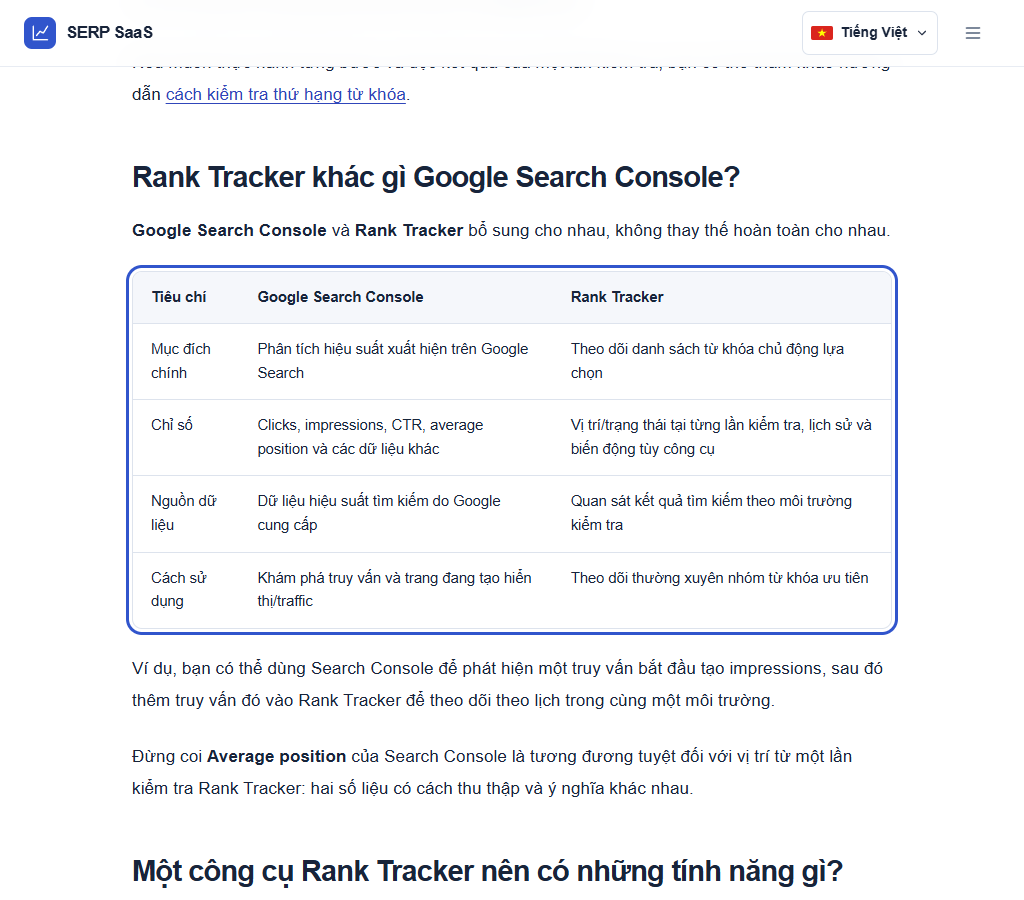 SERP SaaS
Tiếng Việt
dẫn cách kiểm tra thứ hạng từ khóa.
Rank Tracker khác gì Google Search Console?
Google Search Console và Rank Tracker bổ sung cho nhau, không thay thế hoàn toàn cho nhau.
Tiêu chí Google Search Console Rank Tracker
Mục đích chính Phân tích hiệu suất xuất hiện trên Google Search Theo dõi danh sách từ khóa chủ động lựa chọn
Chỉ số Clicks, impressions, CTR, average position và các dữ liệu khác Vị trí/trạng thái tại từng lần kiểm tra, lịch sử và biến động tùy công cụ
Nguồn dữ liệu Dữ liệu hiệu suất tìm kiếm do Google cung cấp Quan sát kết quả tìm kiếm theo môi trường kiểm tra
Cách sử dụng Khám phá truy vấn và trang đang tạo hiển thị/traffic Theo dõi thường xuyên nhóm từ khóa ưu tiên
Ví dụ, bạn có thể dùng Search Console để phát hiện một truy vấn bắt đầu tạo impressions, sau đó
thêm truy vấn đó vào Rank Tracker để theo dõi theo lịch trong cùng một môi trường.
Đừng coi Average position của Search Console là tương đương tuyệt đối với vị trí từ một lần
kiểm tra Rank Tracker: hai số liệu có cách thu thập và ý nghĩa khác nhau.
Một công cụ Rank Tracker nên có những tính năng gì?